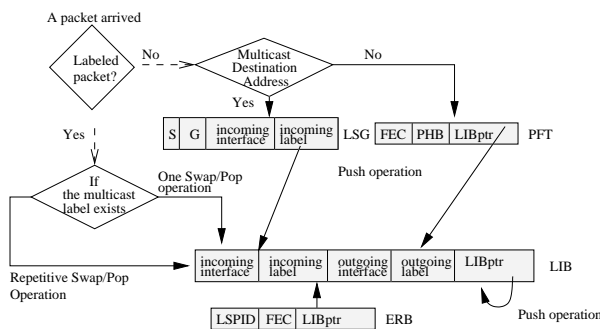 A packet arrived
Labeled
packet?
No
Multicast
Destination
Address
No
Yes
S G incoming interface incoming label LSG
FEC PHB LIBptr PFT
Yes
Push operation
If
the multicast
label exists
One Swap/Pop
operation
incoming interface incoming label outgoing interface outgoing label LIBptr LIB
Repetitive Swap/Pop
Operation
LSPID FEC LIBptr ERB
Push operation